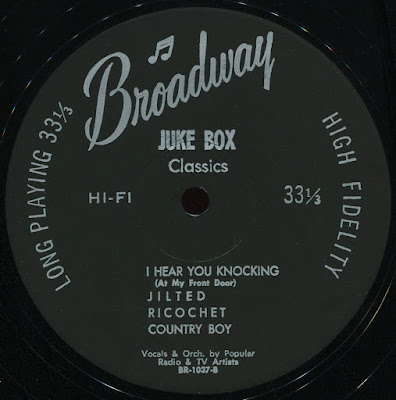 Broadway
JUKE BOX
Classics
LONG PLAYING 33⅓
HIGH FIDELITY
HI-FI
33⅓
I HEAR YOU KNOCKING
(At My Front Door)
JILTED
RICOCHET
COUNTRY BOY
Vocals & Orch. by Popular
Radio & TV Artists
BR-1037-B